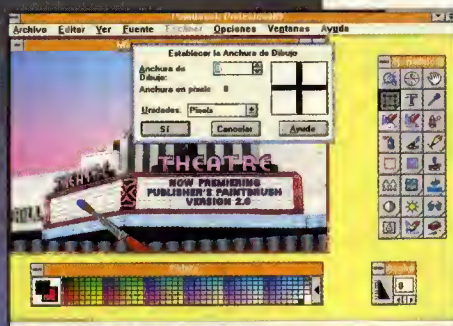 Archivo Editar Ver Fuente Opciones Ventanas Ayuda
Establecer la Anchura de Dibujo
Anchura de Dibujo:
Anchura en pixels 8
Unidades: Pixels
Sí Cancelar Ayuda
THEATRE
NOW PREMIERING
PUBLISHER'S PAINTBRUSH
VERSION 2.0